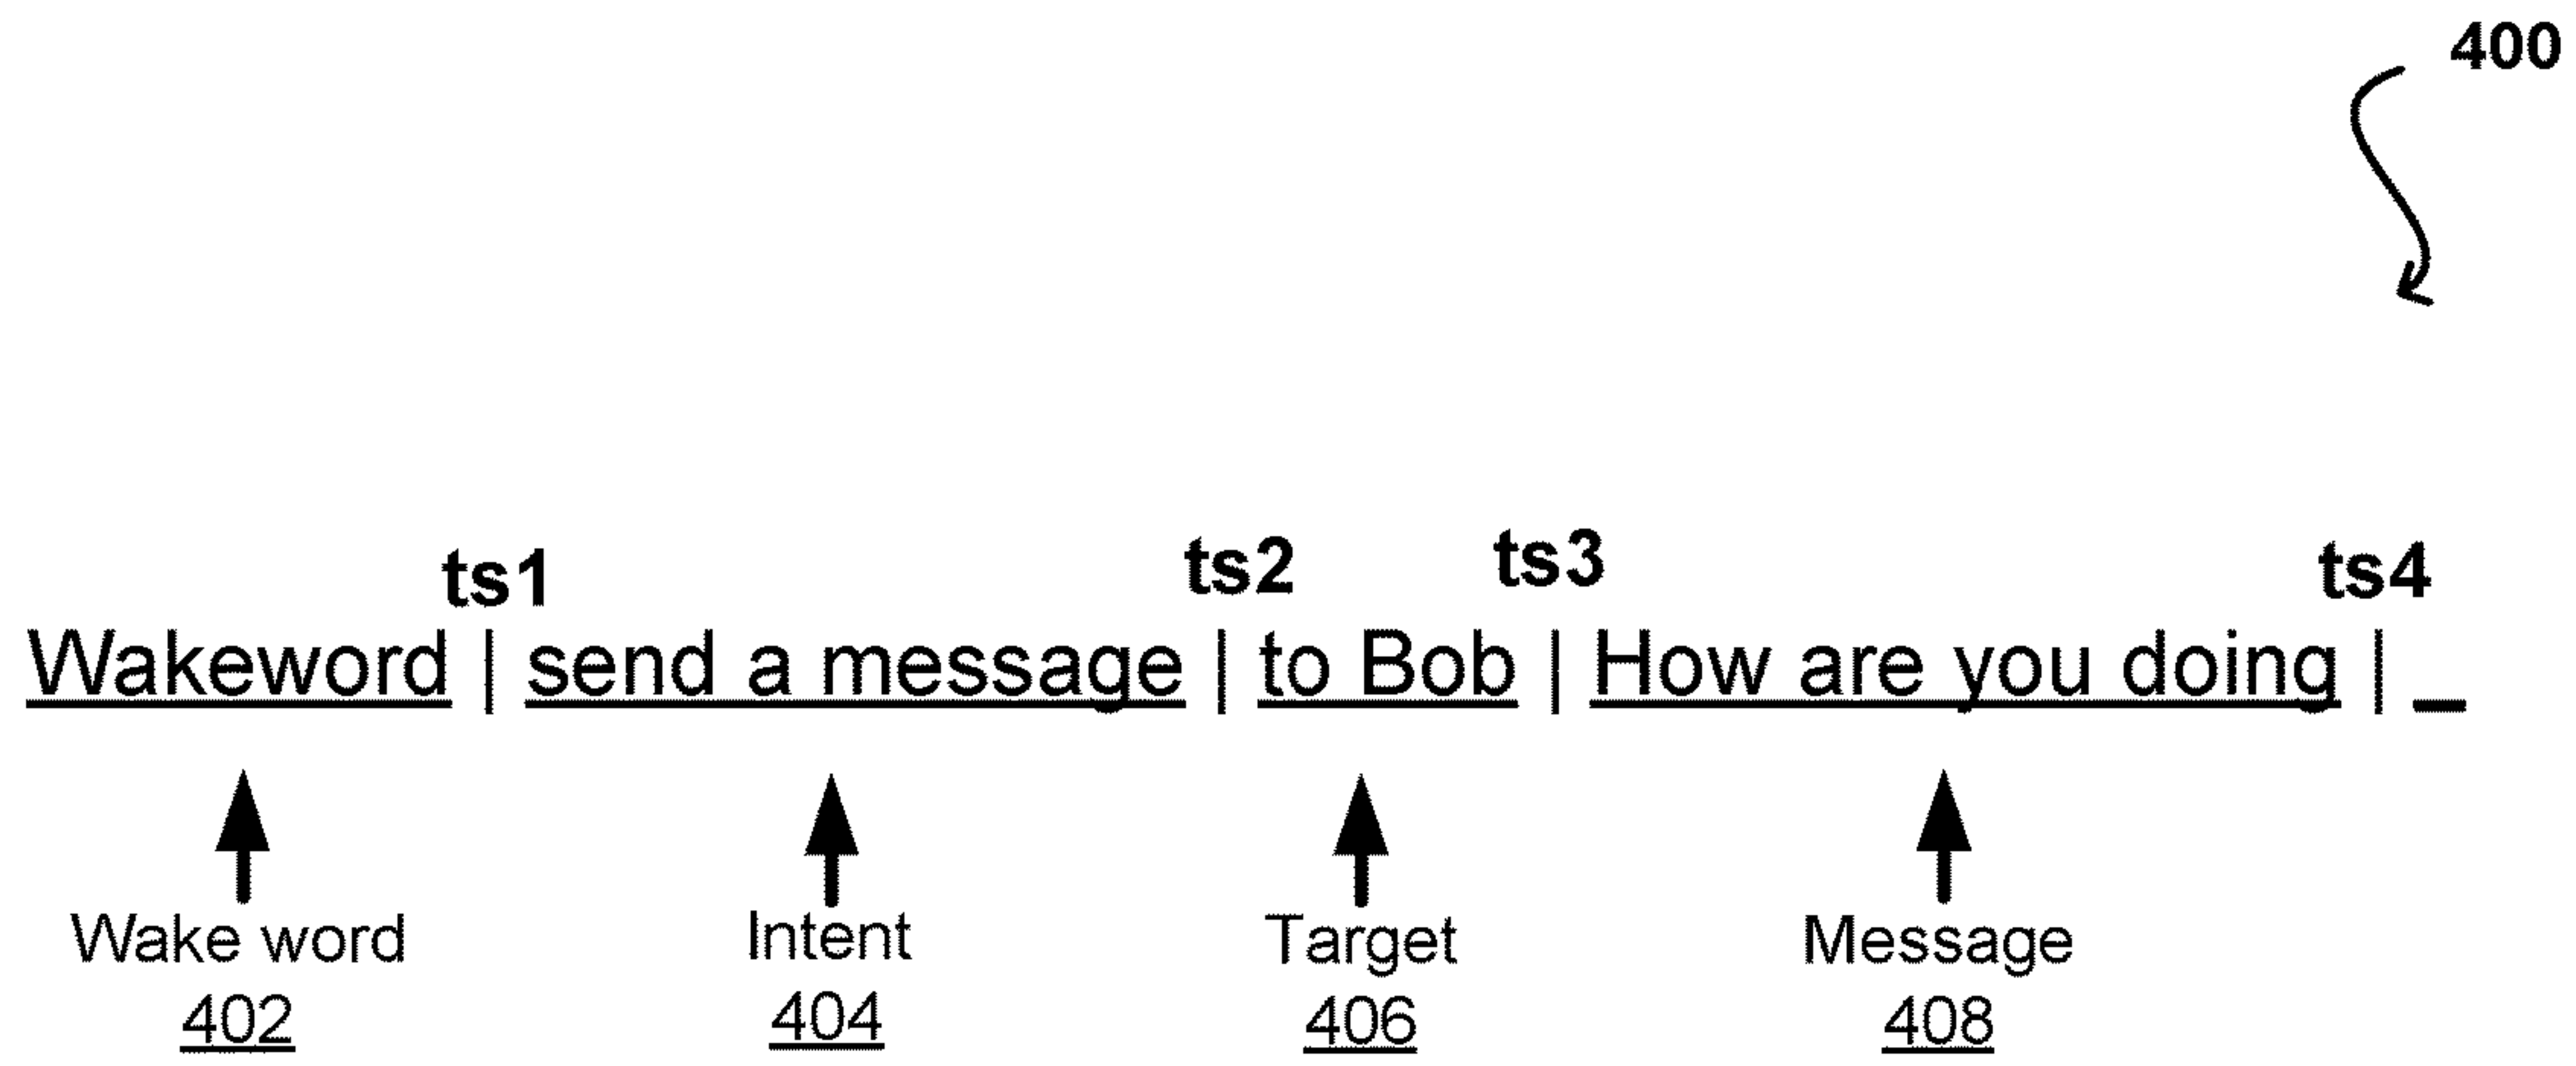 400
ts1 ts2 ts3 ts4
Wakeword | send a message | to Bob | How are you doing | _
Wake word Intent Target Message
402 404 406 408